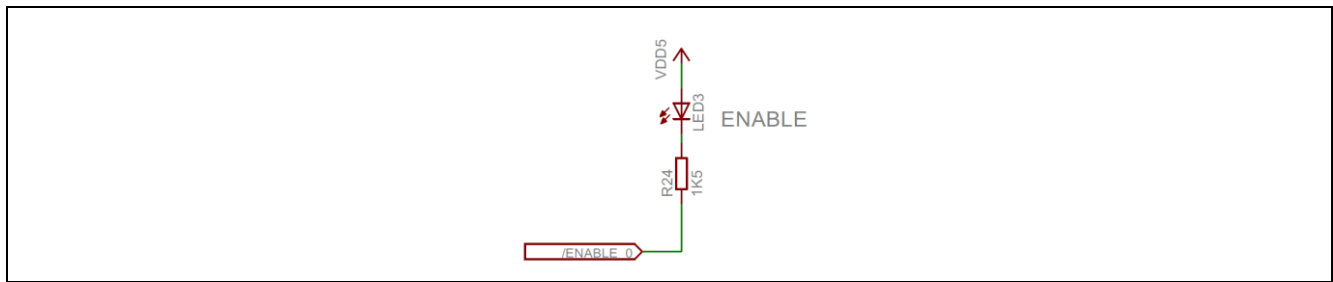 VDD5
LED3
ENABLE
R24
1K5
/ENABLE_0